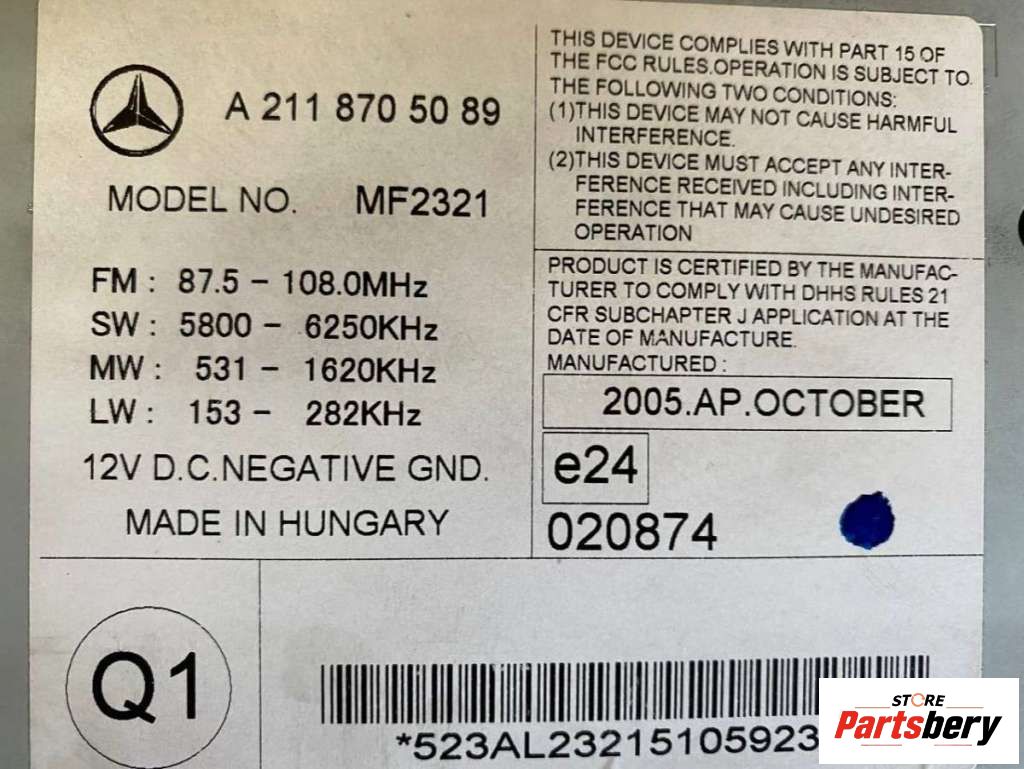 A 211 870 50 89
MODEL NO. MF2321
FM : 87.5 - 108.0MHz
SW : 5800 - 6250KHz
MW : 531 - 1620KHz
LW : 153 - 282KHz
12V D.C.NEGATIVE GND.
MADE IN HUNGARY
THIS DEVICE COMPLIES WITH PART 15 OF
THE FCC RULES.OPERATION IS SUBJECT TO
THE FOLLOWING TWO CONDITIONS:
(1)THIS DEVICE MAY NOT CAUSE HARMFUL
INTERFERENCE.
(2)THIS DEVICE MUST ACCEPT ANY INTER-
FERENCE RECEIVED INCLUDING INTER-
FERENCE THAT MAY CAUSE UNDESIRED
OPERATION
PRODUCT IS CERTIFIED BY THE MANUFAC-
TURER TO COMPLY WITH DHHS RULES 21
CFR SUBCHAPTER J APPLICATION AT THE
DATE OF MANUFACTURE.
MANUFACTURED :
2005.AP.OCTOBER
e24
020874
Q1
*523AL23215105923
STORE
Partsbery